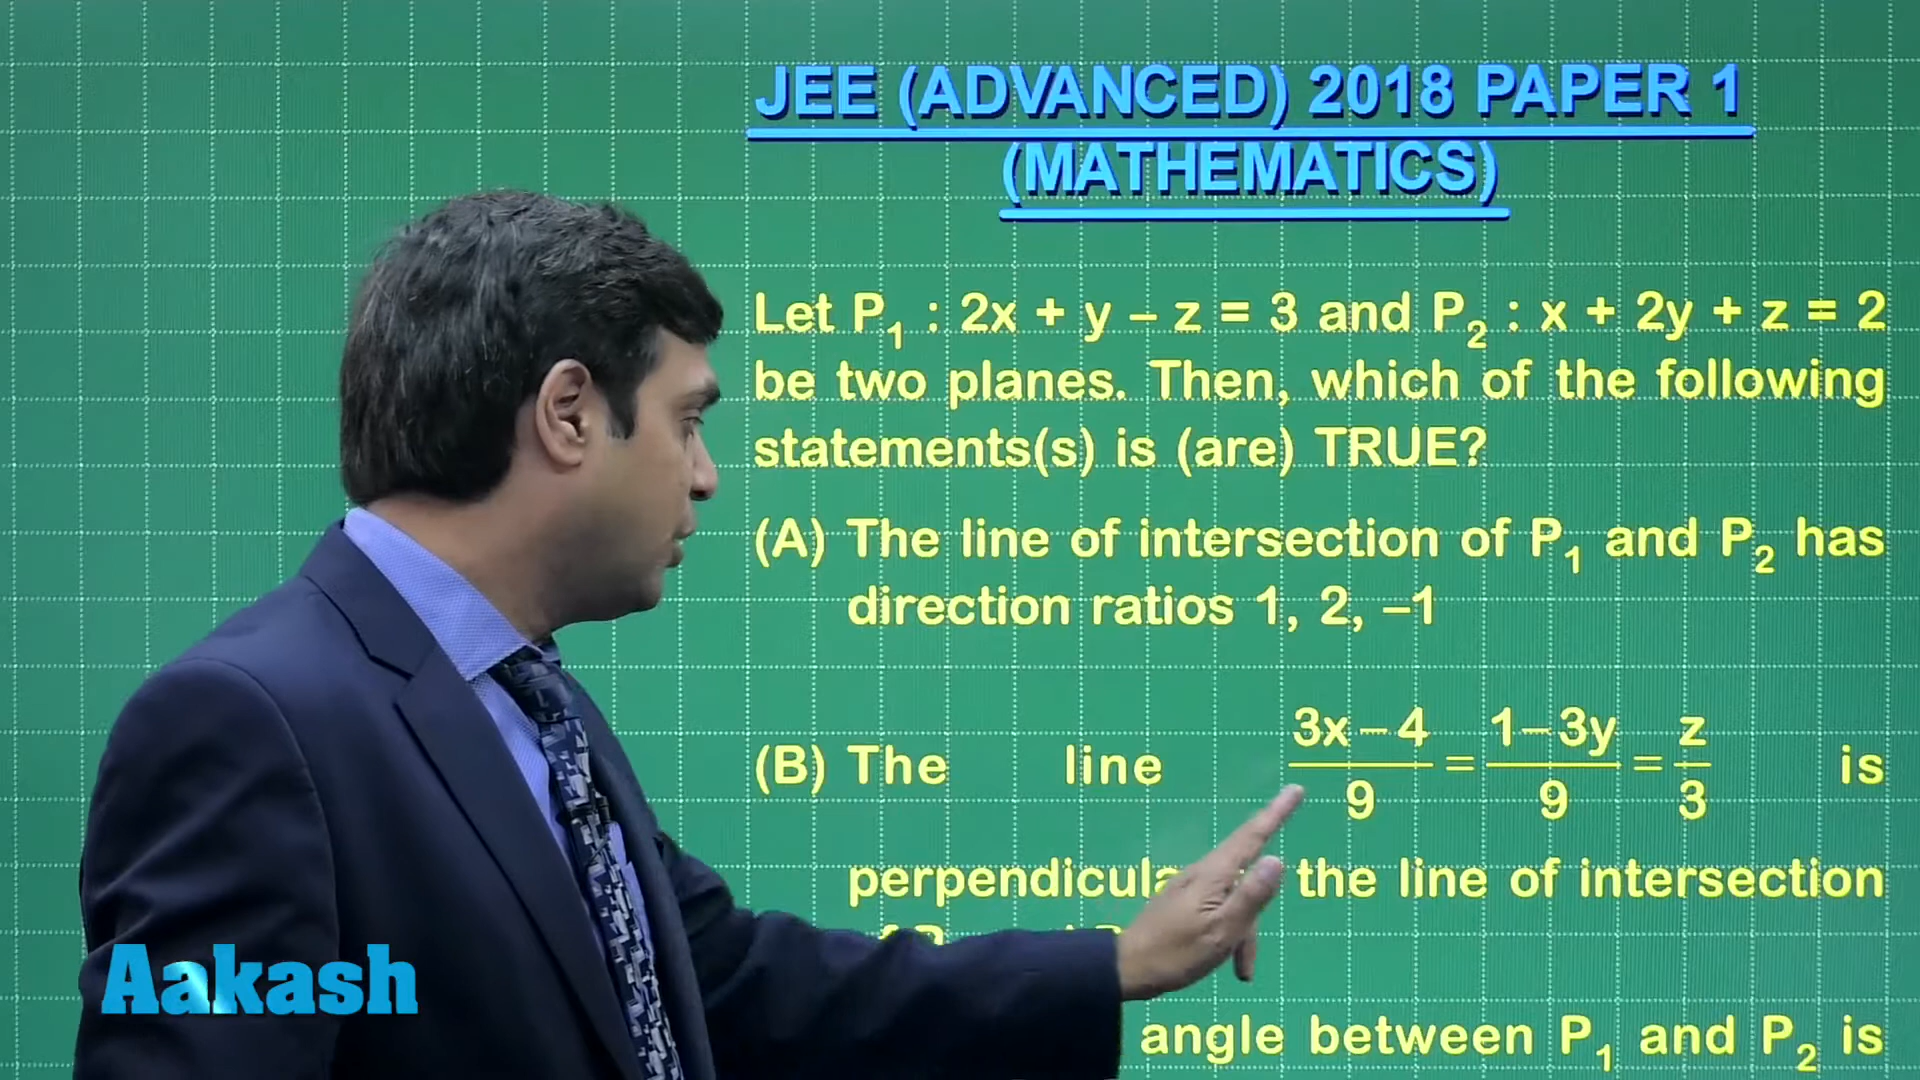 JEE (ADVANCED) 2018 PAPER 1
(MATHEMATICS)
Let P₁ : 2x + y – z = 3 and P₂ : x + 2y + z = 2
be two planes. Then, which of the following
statements(s) is (are) TRUE?
(A) The line of intersection of P₁ and P₂ has
direction ratios 1, 2, –1
(B) The line (3x – 4)/9 = (1 – 3y)/9 = z/3 is
the line of intersection
angle between P₁ and P₂ is
Aakash